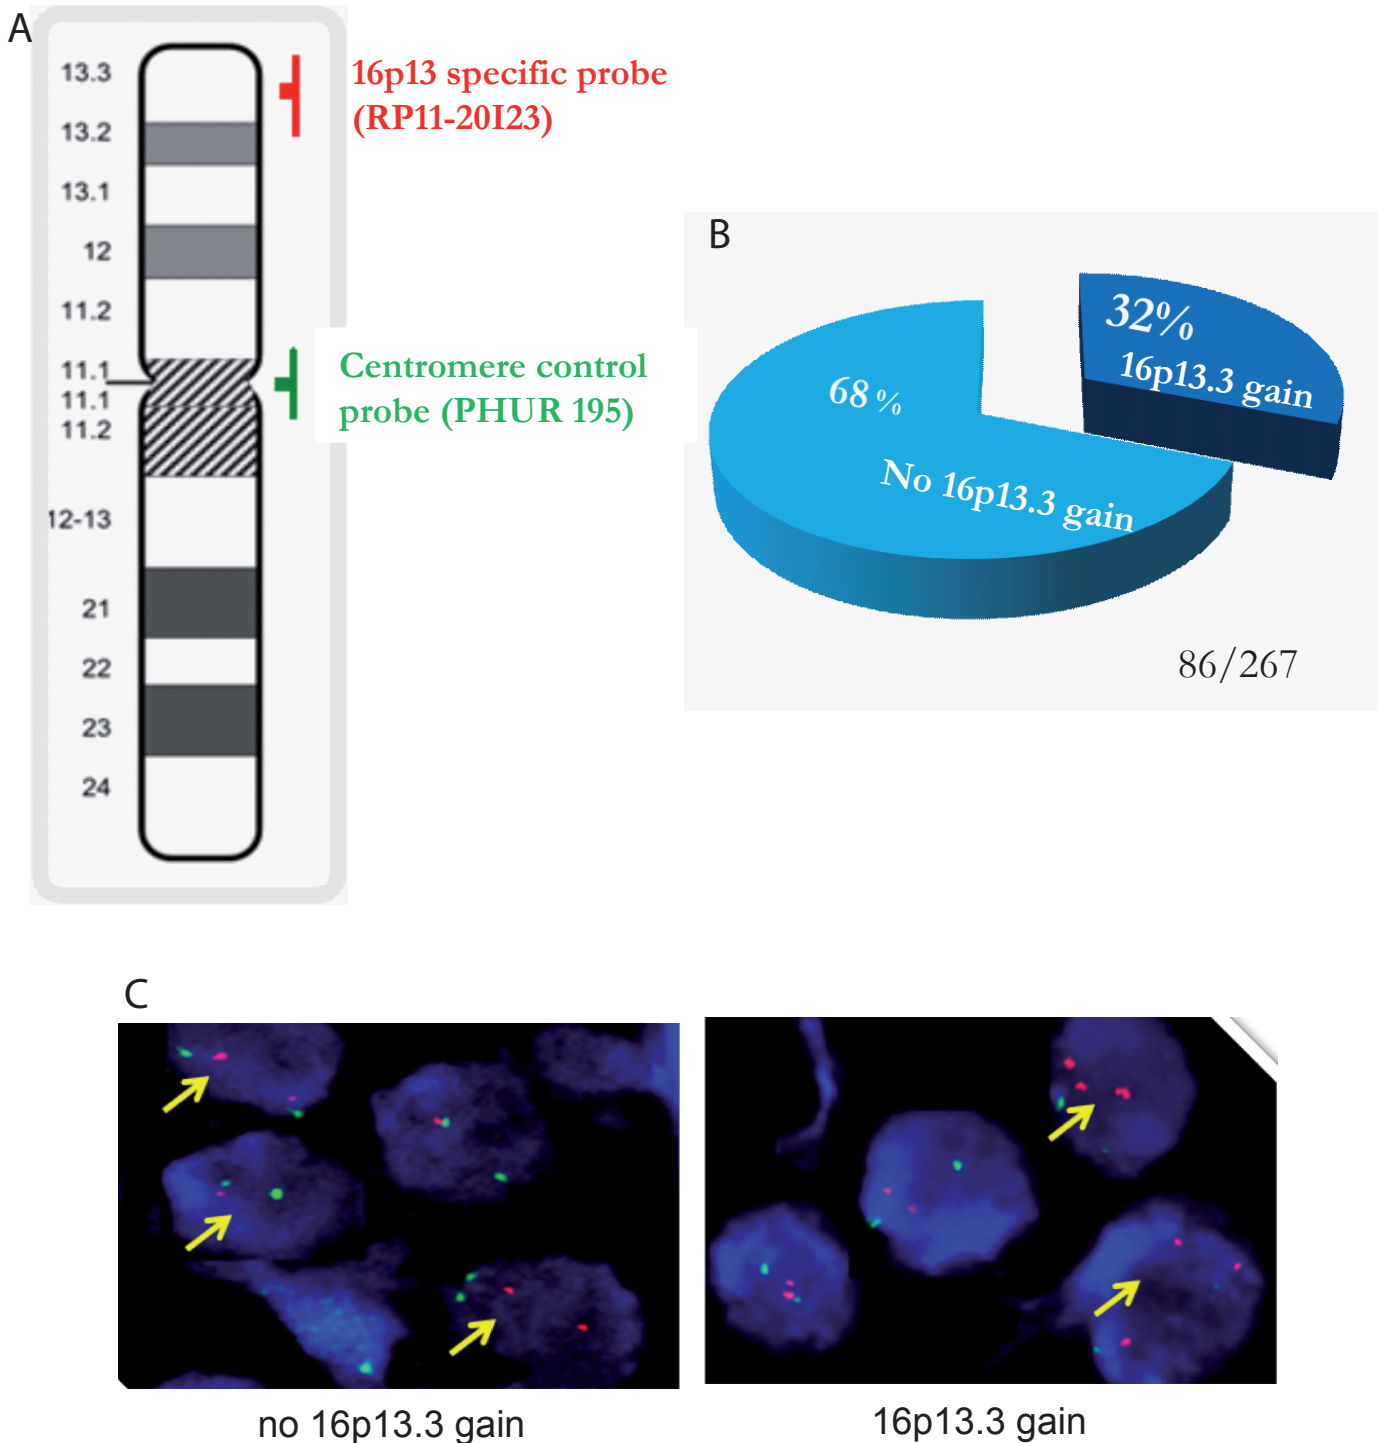 A
13.3
13.2
13.1
12
11.2
11.1
11.1
11.2
12-13
21
22
23
24
16p13 specific probe
(RP11-20I23)
Centromere control
probe (PHUR 195)
B
32%
16p13.3 gain
68 %
No 16p13.3 gain
86/267
C
no 16p13.3 gain
16p13.3 gain